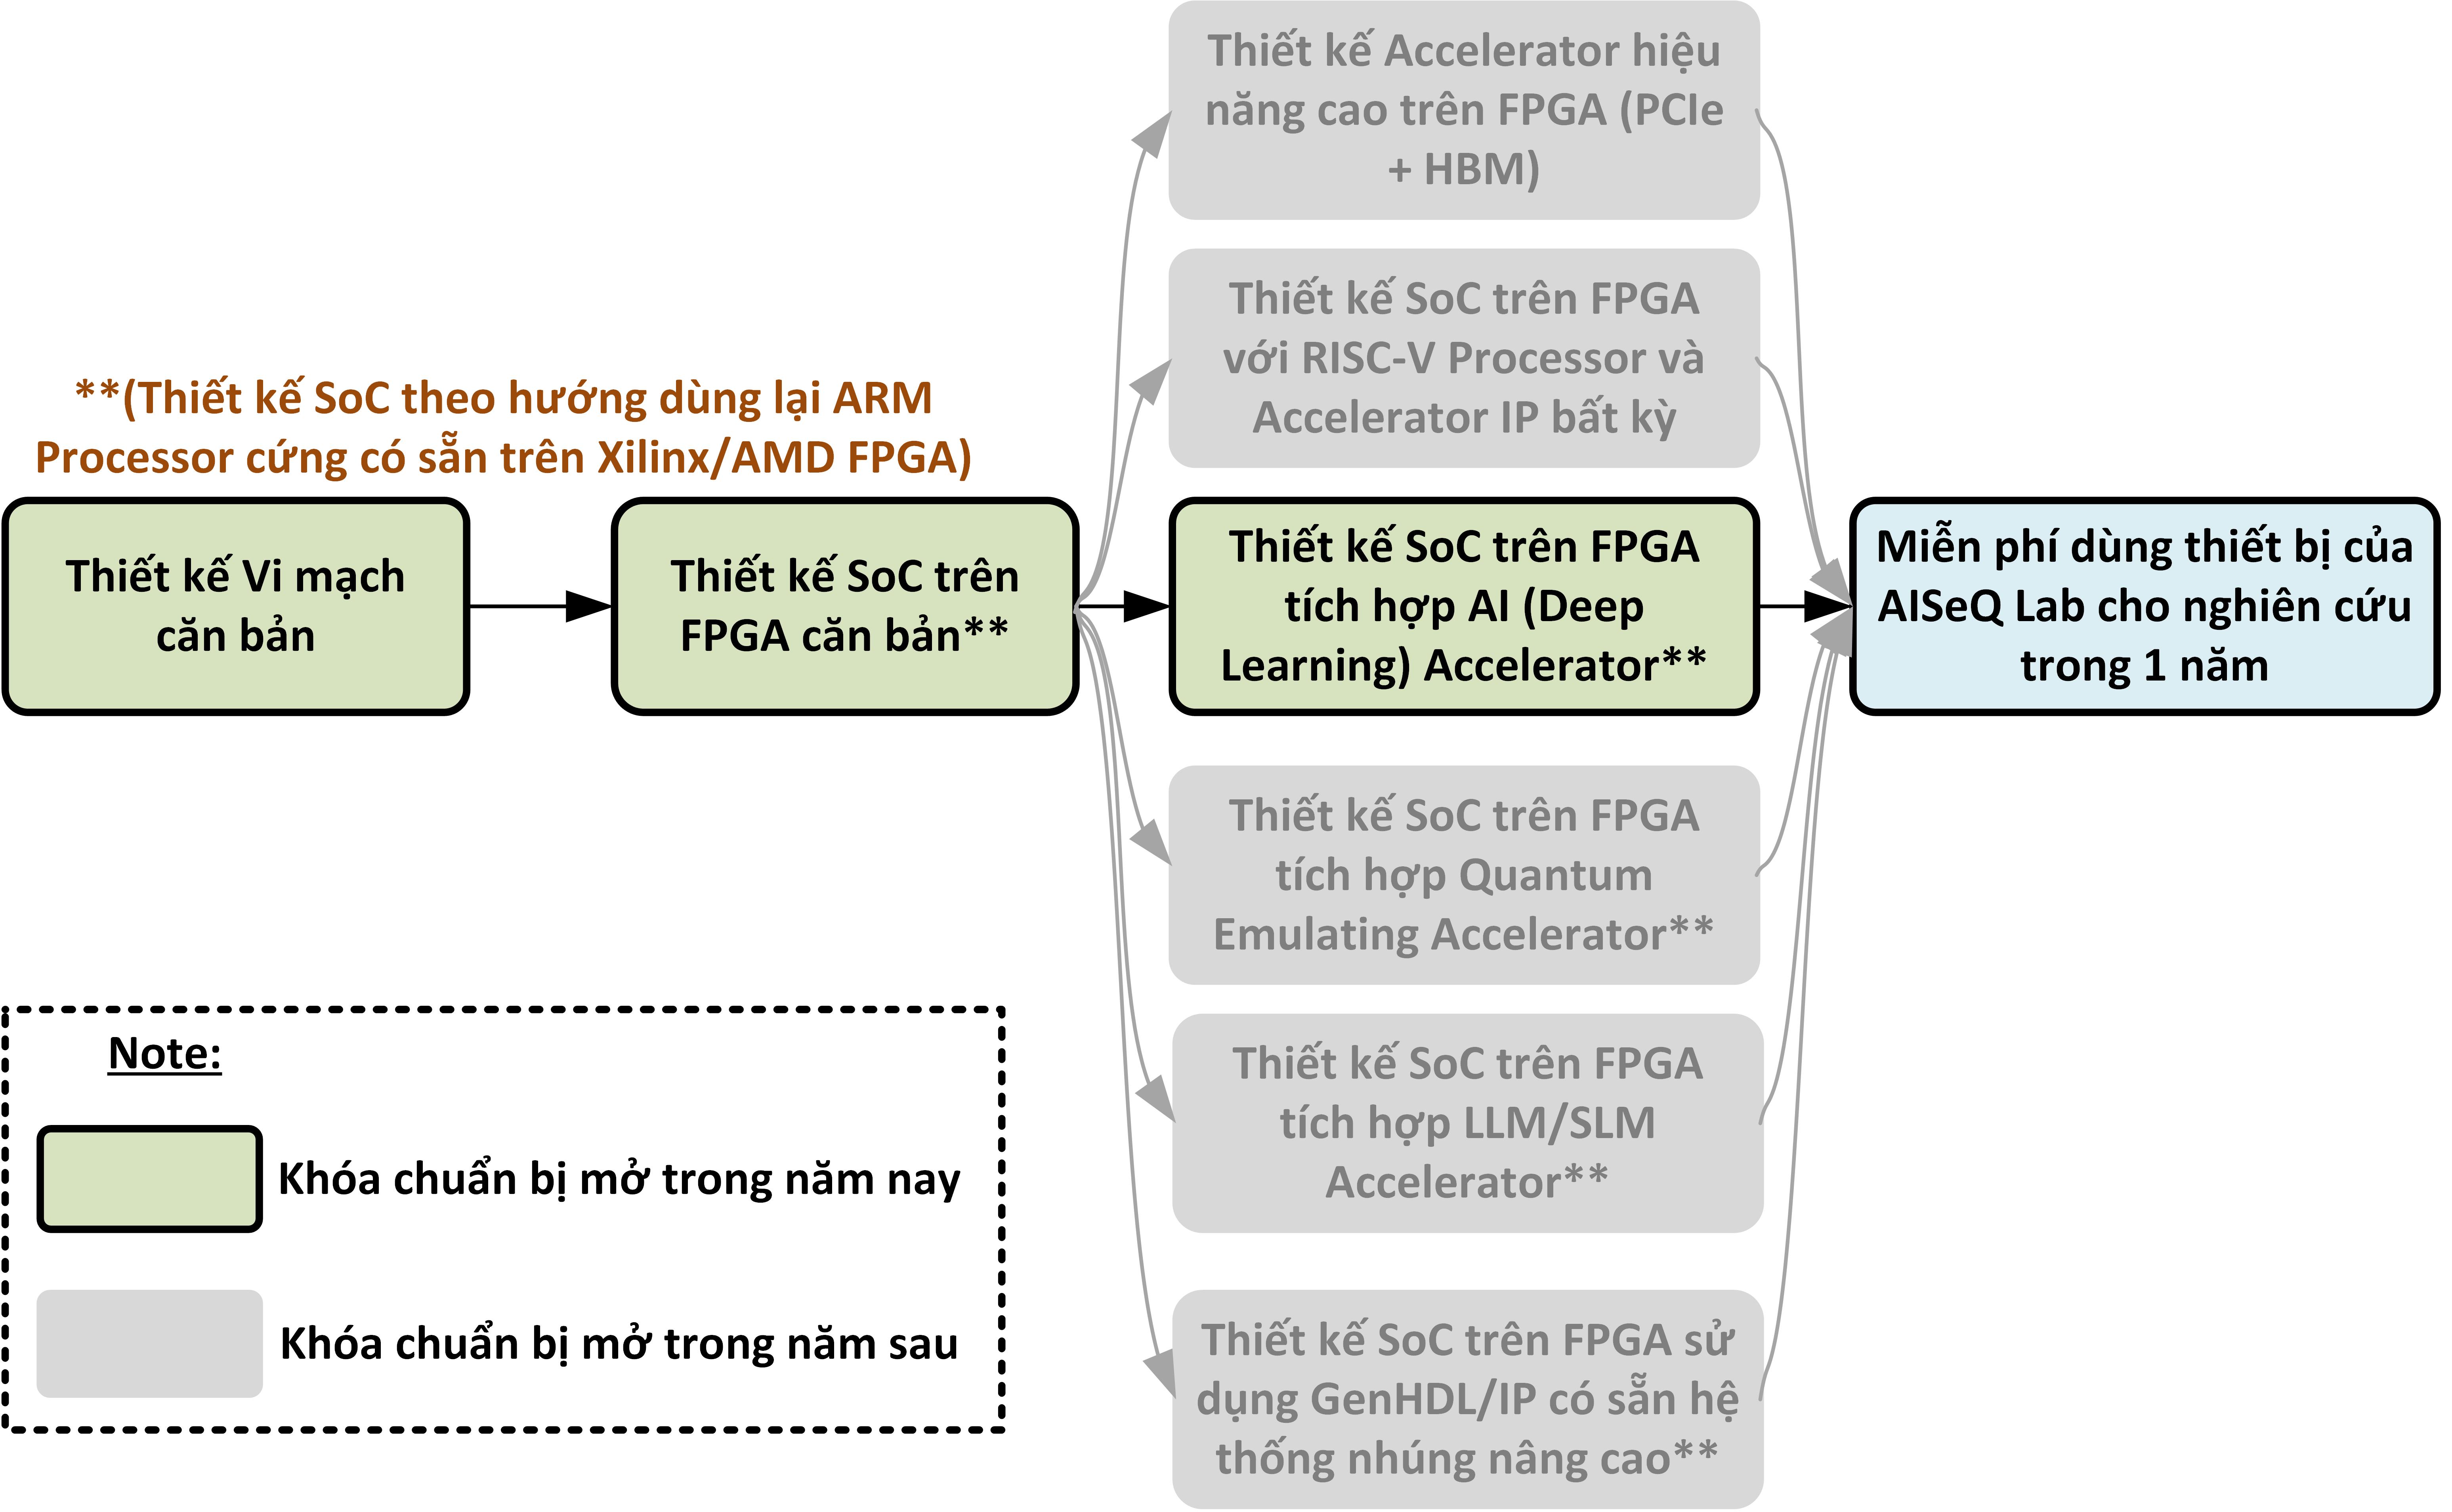 Thiết kế Accelerator hiệu
năng cao trên FPGA (PCIe
+ HBM)
Thiết kế SoC trên FPGA
với RISC-V Processor và
Accelerator IP bất kỳ
**(Thiết kế SoC theo hướng dùng lại ARM
Processor cứng có sẵn trên Xilinx/AMD FPGA)
Thiết kế Vi mạch
căn bản
Thiết kế SoC trên
FPGA căn bản**
Thiết kế SoC trên FPGA
tích hợp AI (Deep
Learning) Accelerator**
Miễn phí dùng thiết bị của
AISeQ Lab cho nghiên cứu
trong 1 năm
Thiết kế SoC trên FPGA
tích hợp Quantum
Emulating Accelerator**
Thiết kế SoC trên FPGA
tích hợp LLM/SLM
Accelerator**
Thiết kế SoC trên FPGA sử
dụng GenHDL/IP có sẵn hệ
thống nhúng nâng cao**
Note:
Khóa chuẩn bị mở trong năm nay
Khóa chuẩn bị mở trong năm sau